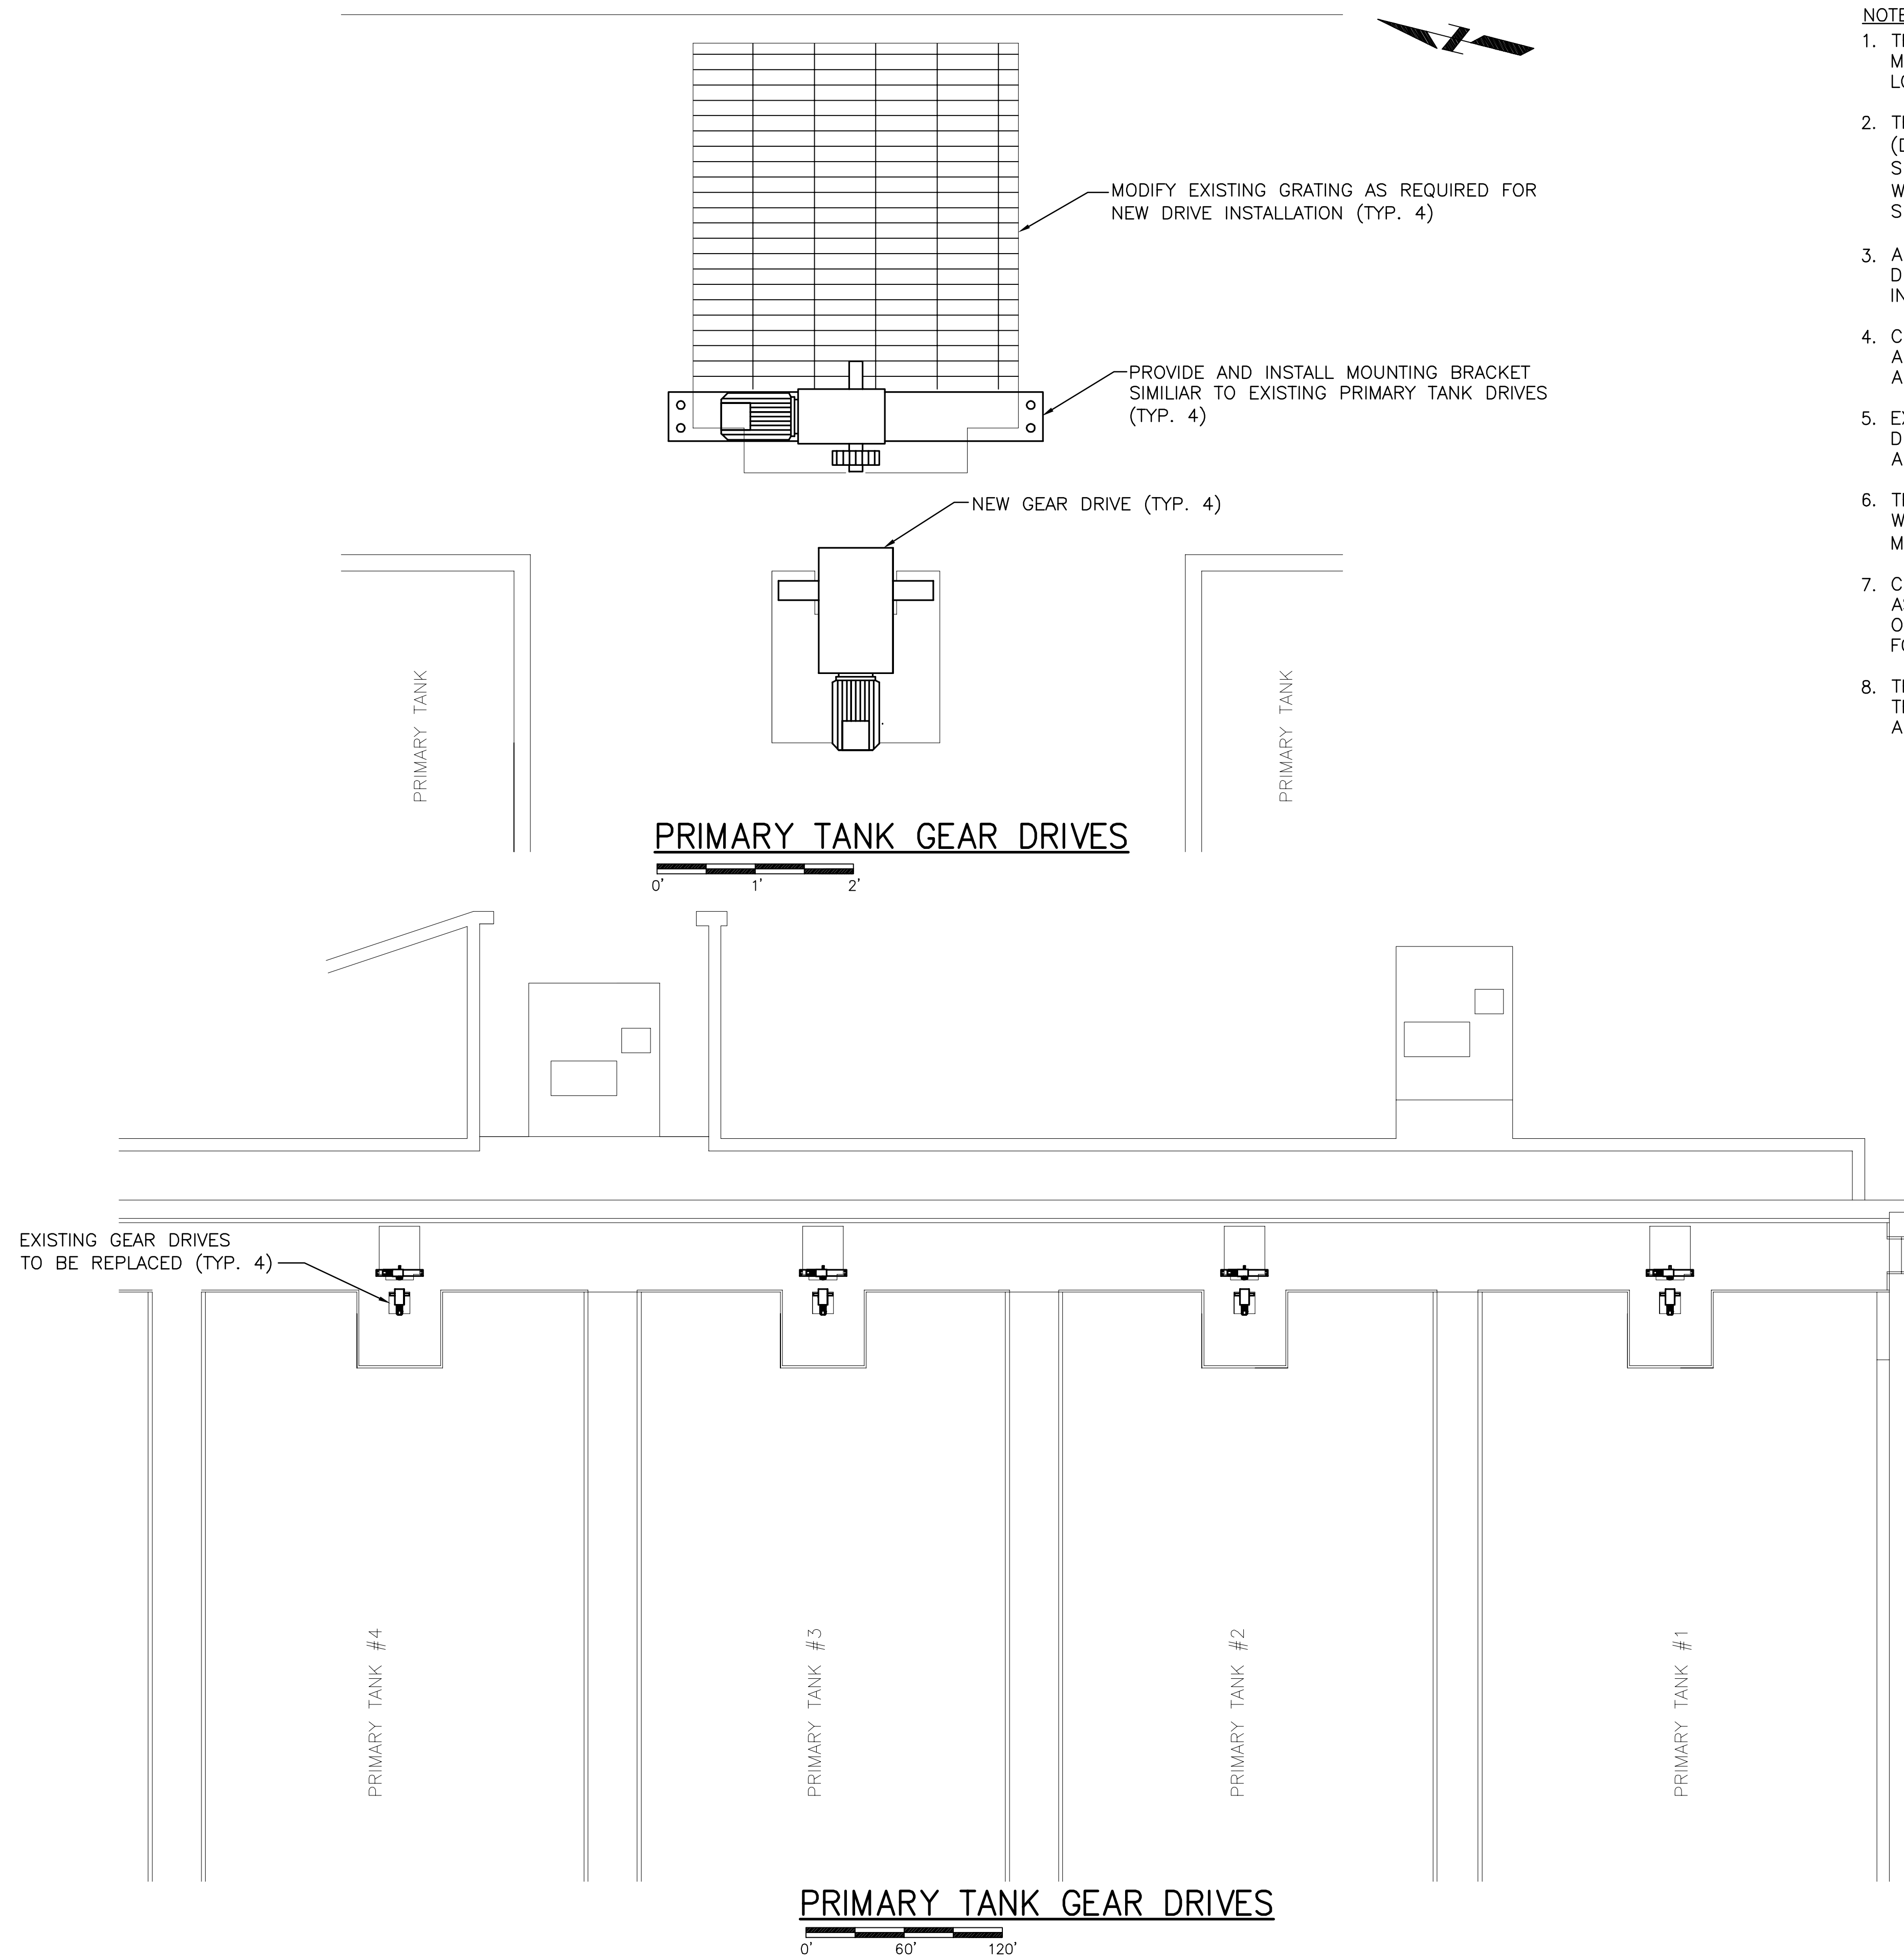 MODIFY EXISTING GRATING AS REQUIRED FOR
NEW DRIVE INSTALLATION (TYP. 4)
PROVIDE AND INSTALL MOUNTING BRACKET
SIMILIAR TO EXISTING PRIMARY TANK DRIVES
(TYP. 4)
NEW GEAR DRIVE (TYP. 4)
PRIMARY TANK
PRIMARY TANK
PRIMARY TANK GEAR DRIVES
0' 1' 2'
EXISTING GEAR DRIVES
TO BE REPLACED (TYP. 4)
PRIMARY TANK #4
PRIMARY TANK #3
PRIMARY TANK #2
PRIMARY TANK #1
PRIMARY TANK GEAR DRIVES
0' 60' 120'
1.
2.
3.
4.
5.
6.
7.
8.